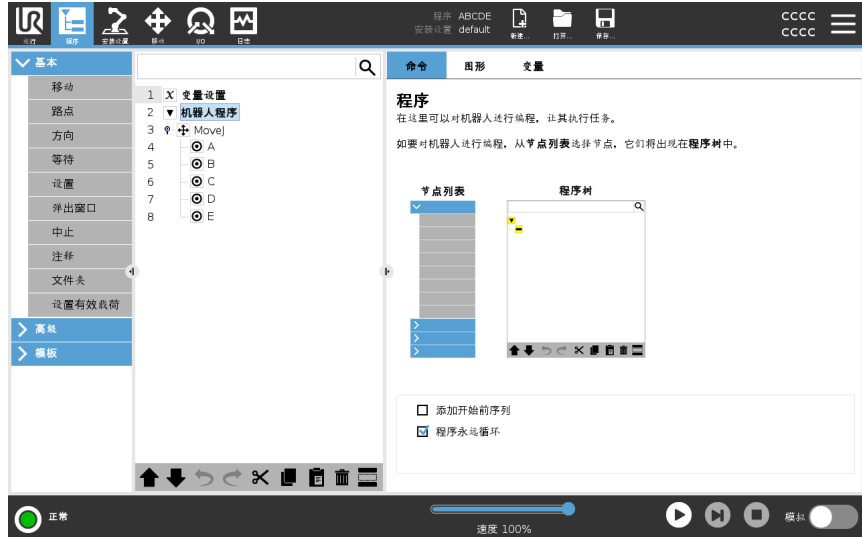 UR
程序 ABCDE
安装设置 default
cccc
cccc
运行
程序
安装设置
移动
I/O
日志
新建...
打开...
保存...
基本
移动
路点
方向
等待
设置
弹出窗口
中止
注释
文件夹
设置有效载荷
高级
模板
1 X 变量设置
2 机器人程序
3 MoveJ
4 A
5 B
6 C
7 D
8 E
命令 图形 变量
程序
在这里可以对机器人进行编程，让其执行任务。
如要对机器人进行编程，从节点列表选择节点，它们将出现在程序树中。
节点列表 程序树
添加开始前序列
程序永远循环
正常
速度 100%
模拟